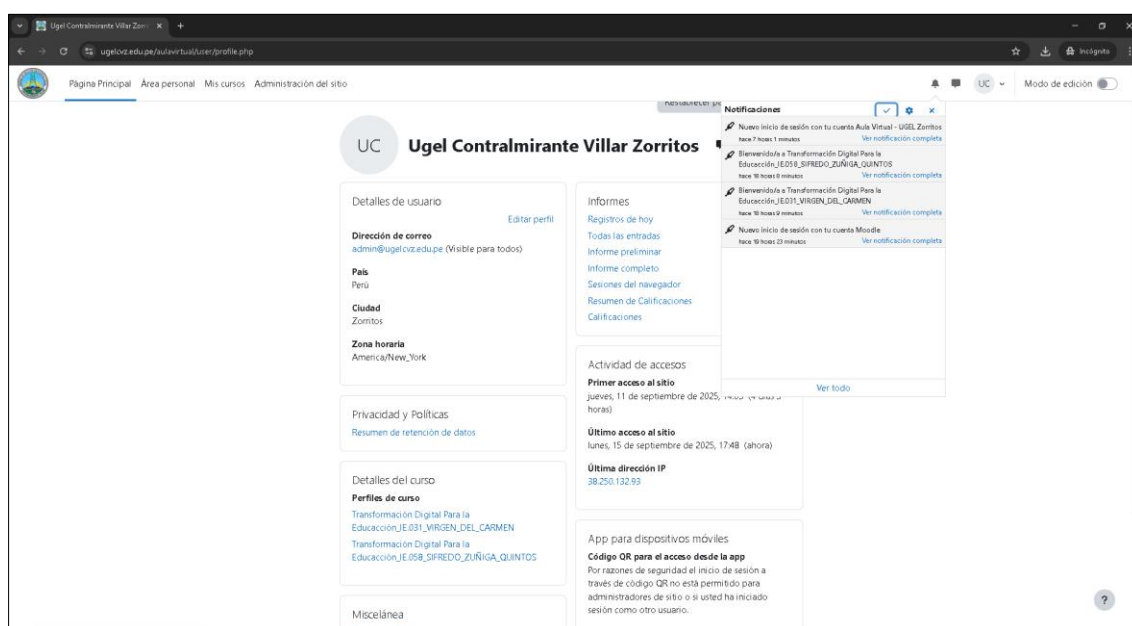 Ugel Contralmirante Villar Zorri
ugelcvz.edu.pe/aulavirtual/user/profile.php
Incógnito
Página Principal Área personal Mis cursos Administración del sitio
UC
Modo de edición
UC
Ugel Contralmirante Villar Zorritos
Detalles de usuario
Editar perfil
Dirección de correo
admin@ugelcvz.edu.pe (Visible para todos)
País
Perú
Ciudad
Zorritos
Zona horaria
America/New_York
Privacidad y Políticas
Resumen de retención de datos
Detalles del curso
Perfiles de curso
Transformación Digital Para la
Educacción_IE.031_VIRGEN_DEL_CARMEN
Transformación Digital Para la
Educacción_IE.058_SIFREDO_ZUÑIGA_QUINTOS
Miscelánea
Informes
Registros de hoy
Todas las entradas
Informe preliminar
Informe completo
Sesiones del navegador
Resumen de Calificaciones
Calificaciones
Actividad de accesos
Primer acceso al sitio
jueves, 11 de septiembre de 2025,
horas)
Último acceso al sitio
lunes, 15 de septiembre de 2025, 17:48 (ahora)
Última dirección IP
38.250.132.93
App para dispositivos móviles
Código QR para el acceso desde la app
Por razones de seguridad el inicio de sesión a
través de código QR no está permitido para
administradores de sitio o si usted ha iniciado
sesión como otro usuario.
Notificaciones
Nuevo inicio de sesión con tu cuenta Aula Virtual - UGEL Zorritos
hace 7 horas 1 minutos Ver notificación completa
Bienvenido/a a Transformación Digital Para la
Educacción_IE.058_SIFREDO_ZUÑIGA_QUINTOS
hace 18 horas 8 minutos Ver notificación completa
Bienvenido/a a Transformación Digital Para la
Educacción_IE.031_VIRGEN_DEL_CARMEN
hace 18 horas 9 minutos Ver notificación completa
Nuevo inicio de sesión con tu cuenta Moodle
hace 19 horas 23 minutos Ver notificación completa
Ver todo
?